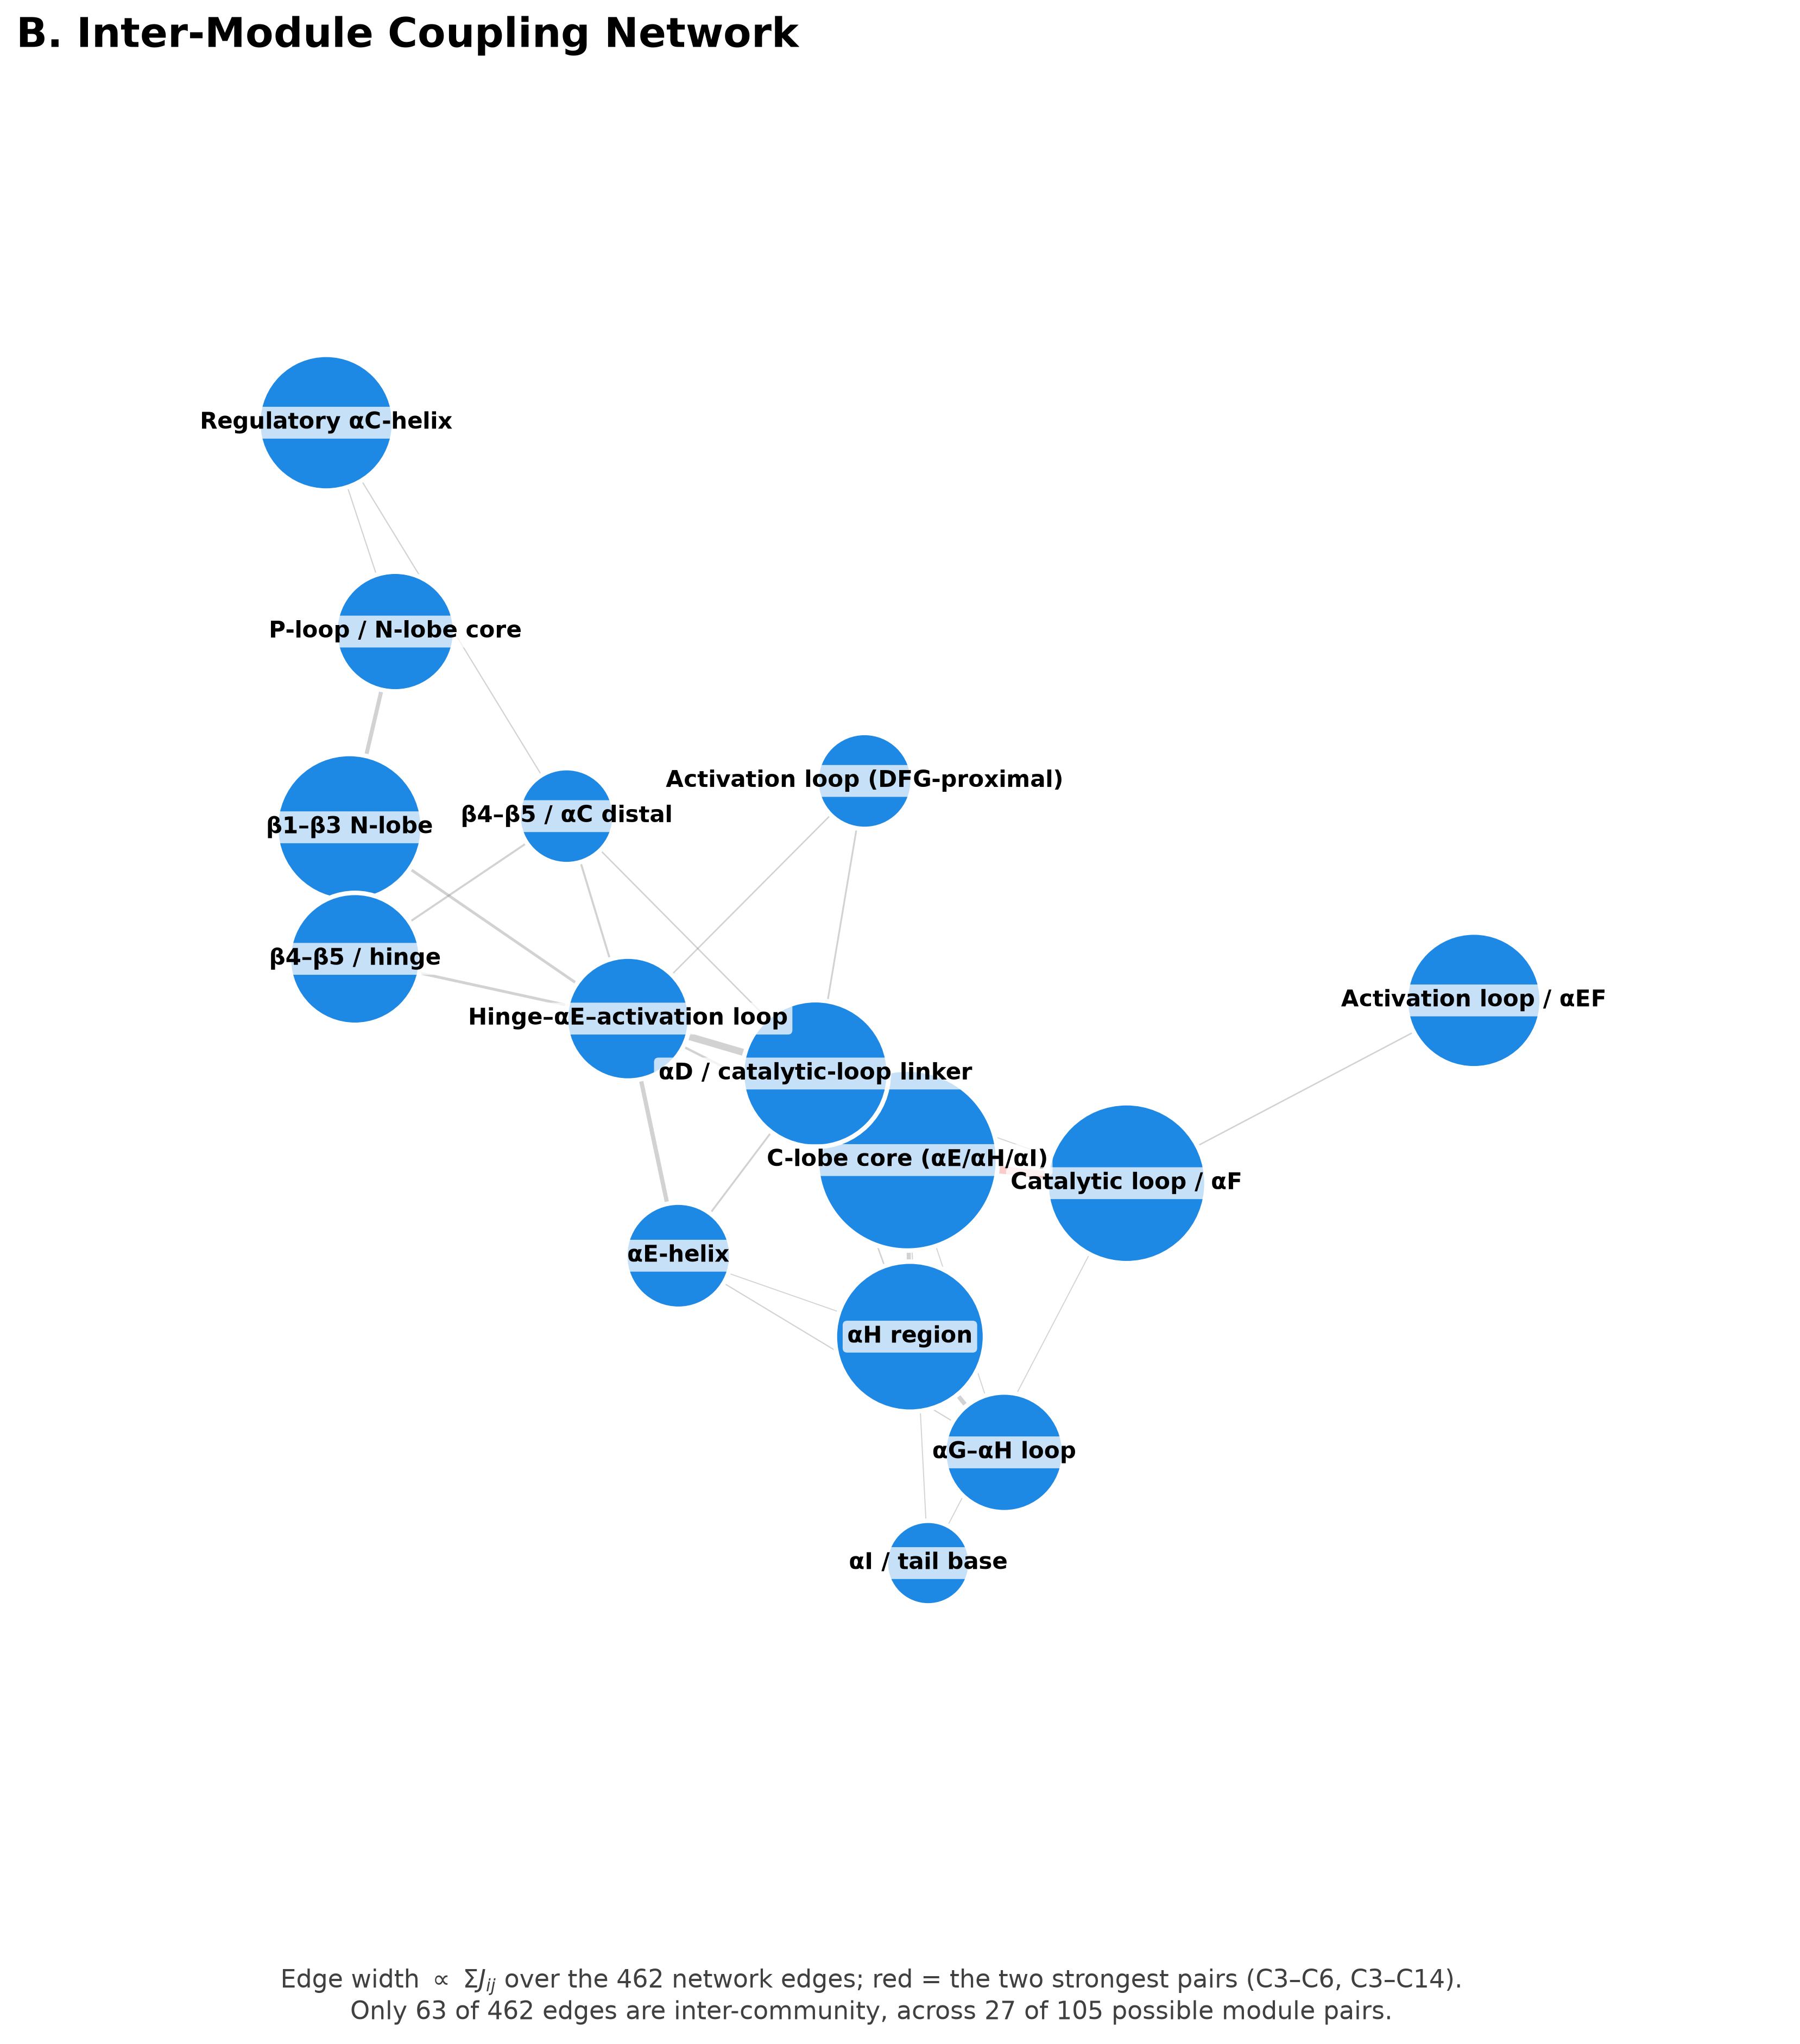 B. Inter-Module Coupling Network
Regulatory αC-helix
P-loop / N-lobe core
Activation loop (DFG-proximal)
β4–β5 / αC distal
β1–β3 N-lobe
β4–β5 / hinge
Activation loop / αEF
Hinge–αE–activation loop
αD / catalytic-loop linker
C-lobe core (αE/αH/αI)
Catalytic loop / αF
αE-helix
αH region
αG–αH loop
αI / tail base
Edge width ∝ ΣJij over the 462 network edges; red = the two strongest pairs (C3–C6, C3–C14).
Only 63 of 462 edges are inter-community, across 27 of 105 possible module pairs.